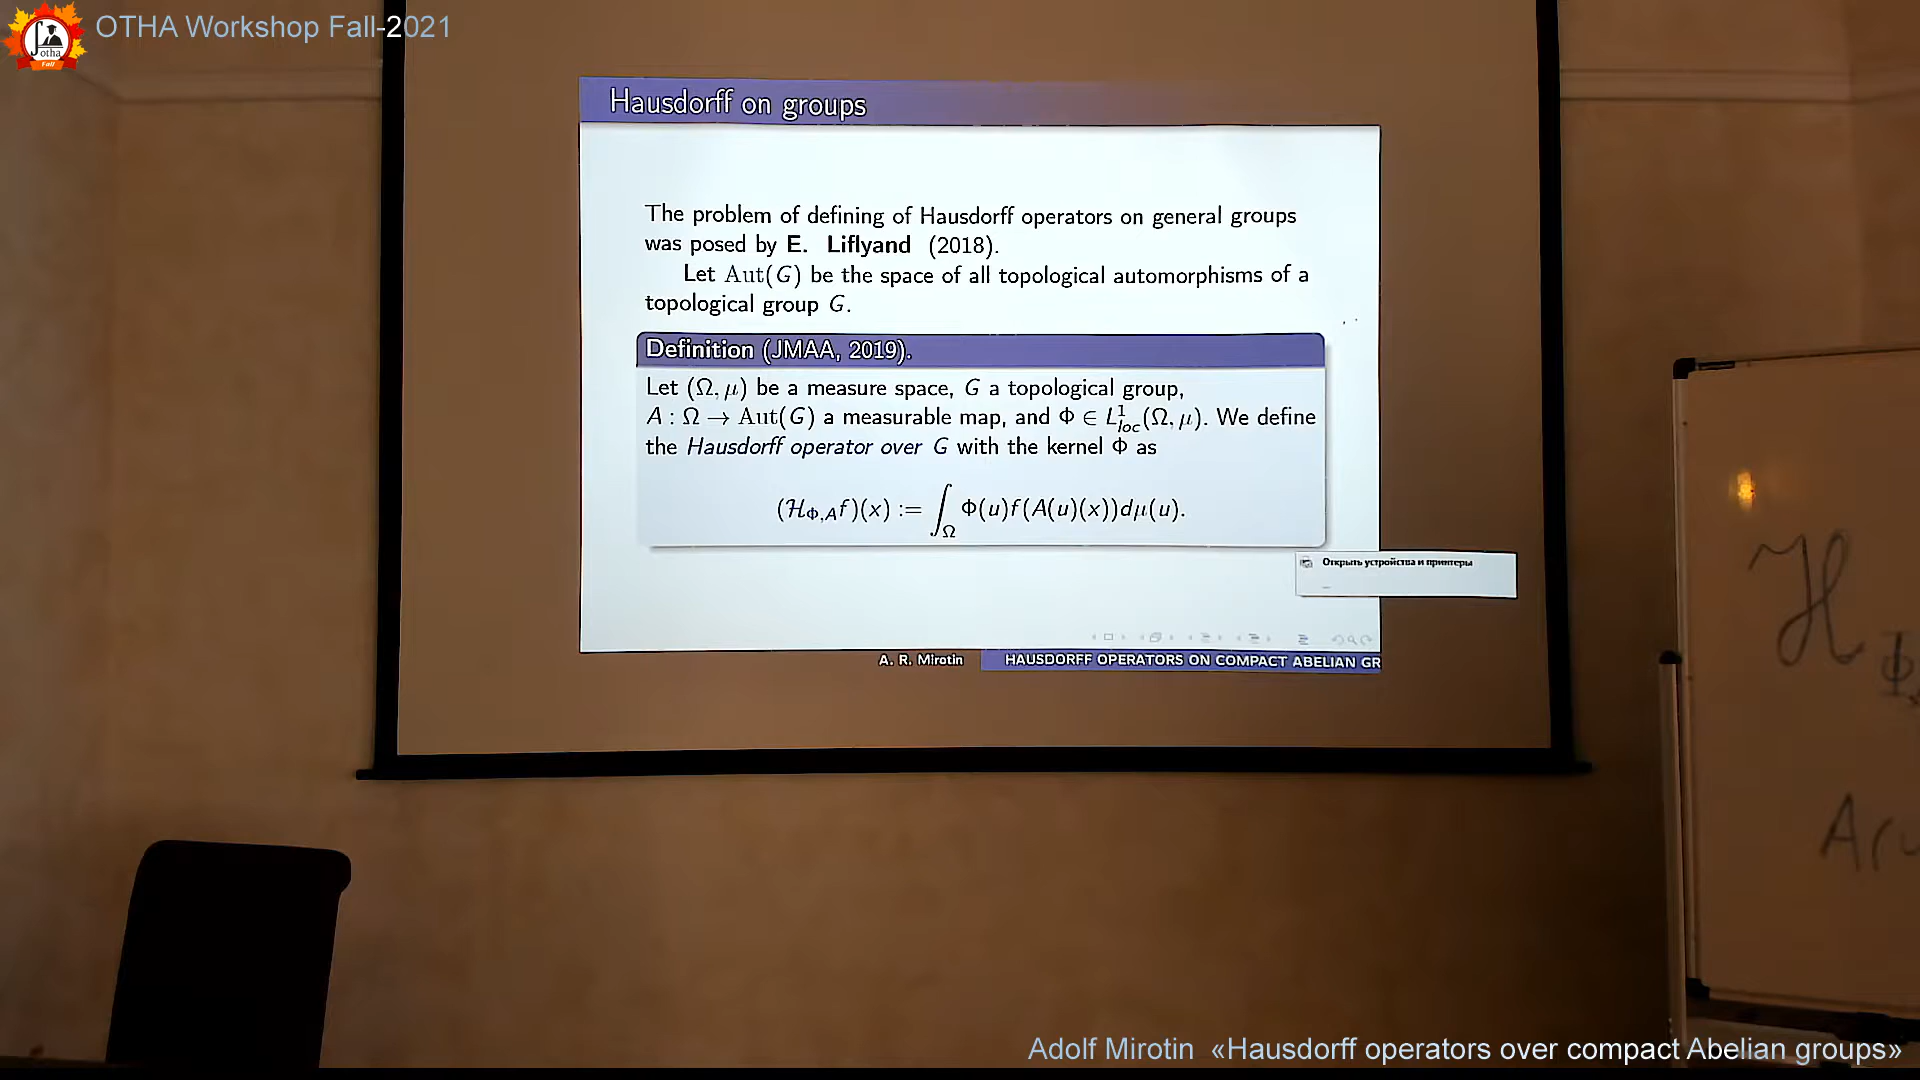 OTHA Workshop Fall-2021
otha
Fall
Hausdorff on groups
The problem of defining of Hausdorff operators on general groups
was posed by E. Liflyand (2018).
Let Aut(G) be the space of all topological automorphisms of a
topological group G.
Definition (JMAA, 2019).
Let (Ω, μ) be a measure space, G a topological group,
A : Ω → Aut(G) a measurable map, and Φ ∈ L¹_loc(Ω, μ). We define
the Hausdorff operator over G with the kernel Φ as
(ℋ_Φ,A f)(x) := ∫_Ω Φ(u)f(A(u)(x))dμ(u).
Открыть устройства и принтеры
A. R. Mirotin HAUSDORFF OPERATORS ON COMPACT ABELIAN GR
ℋ Φ,
A(u
Adolf Mirotin «Hausdorff operators over compact Abelian groups»